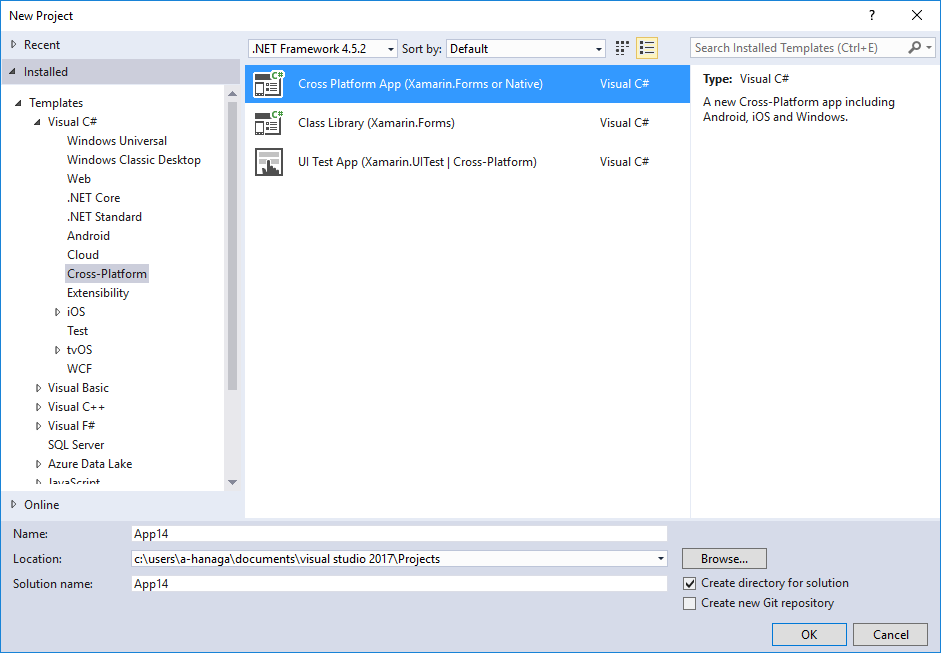 New Project
?
Recent
Installed
Templates
Visual C#
Windows Universal
Windows Classic Desktop
Web
.NET Core
.NET Standard
Android
Cloud
Cross-Platform
Extensibility
iOS
Test
tvOS
WCF
Visual Basic
Visual C++
Visual F#
SQL Server
Azure Data Lake
JavaScript
Online
.NET Framework 4.5.2 Sort by: Default
Search Installed Templates (Ctrl+E)
C# Cross Platform App (Xamarin.Forms or Native) Visual C#
C# Class Library (Xamarin.Forms) Visual C#
UI Test App (Xamarin.UITest | Cross-Platform) Visual C#
Type: Visual C#
A new Cross-Platform app including
Android, iOS and Windows.
Name: App14
Location: c:\users\a-hanaga\documents\visual studio 2017\Projects
Browse...
Solution name: App14
Create directory for solution
Create new Git repository
OK Cancel